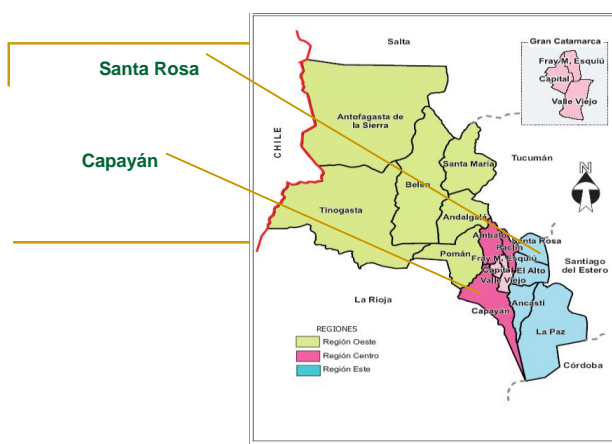 Santa Rosa
Capayán
Salta
Gran Catamarca
Fray M. Esquiú
Capital
Valle Viejo
Antofagasta de
la Sierra
CHILE
Santa María
Tucumán
N
Belén
Tinogasta
Andalgalá
Ambato
Paclín
Santa Rosa
Pomán
Fray M. Esquiú
Capital
El Alto
Valle Viejo
Santiago
del Estero
La Rioja
Capayán
Ancasti
La Paz
Córdoba
REGIONES
Región Oeste
Región Centro
Región Este